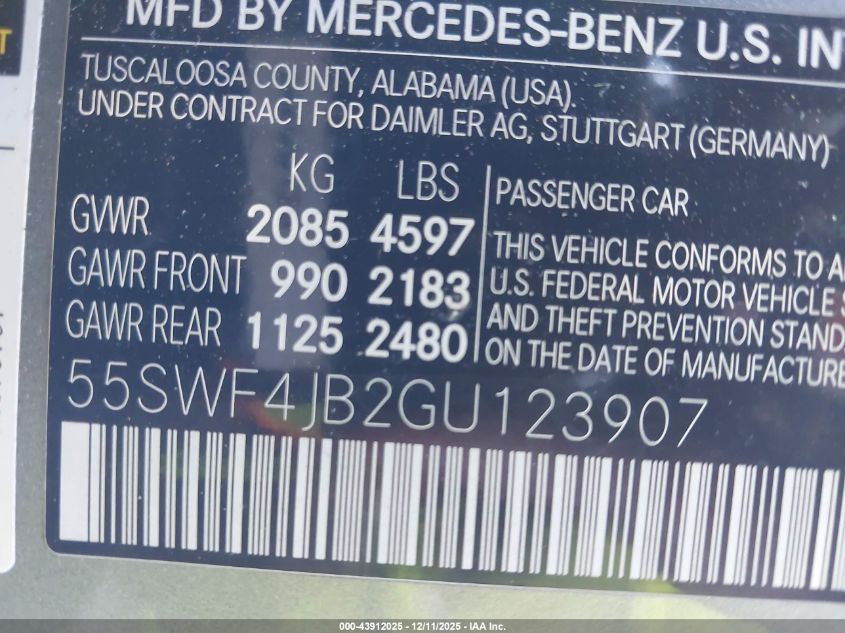 MFD BY MERCEDES-BENZ U.S. IN
TUSCALOOSA COUNTY, ALABAMA (USA).
UNDER CONTRACT FOR DAIMLER AG, STUTTGART (GERMANY)
KG LBS
GVWR 2085 4597
GAWR FRONT 990 2183
GAWR REAR 1125 2480
PASSENGER CAR
THIS VEHICLE CONFORMS TO A
U.S. FEDERAL MOTOR VEHICLE S
AND THEFT PREVENTION STAND
ON THE DATE OF MANUFACTURE
55SWF4JB2GU123907
000-43912025 - 12/11/2025 - IAA Inc.